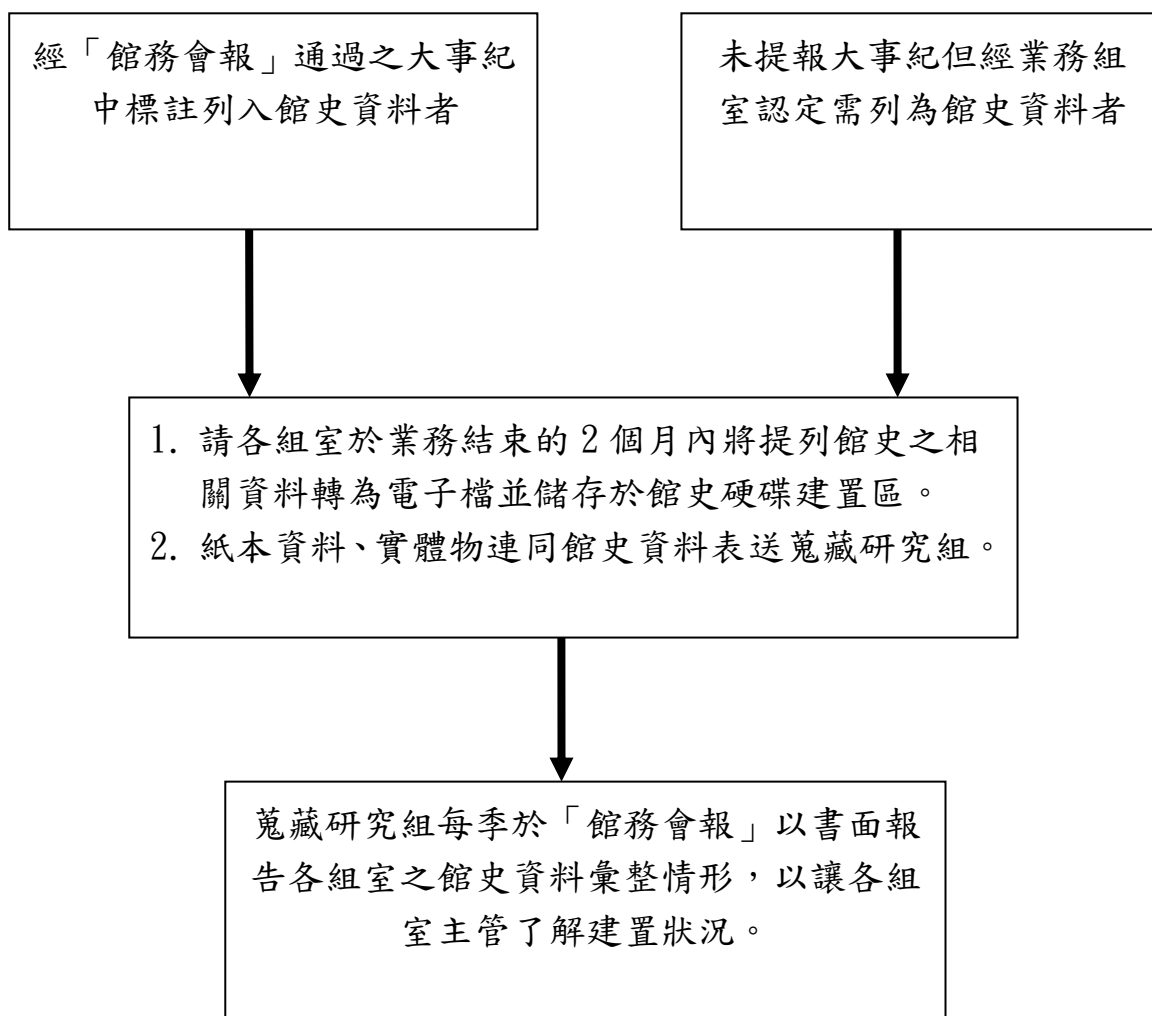 經「館務會報」通過之大事紀
中標註列入館史資料者
未提報大事紀但經業務組
室認定需列為館史資料者
1. 請各組室於業務結束的 2 個月內將提列館史之相
關資料轉為電子檔並儲存於館史硬碟建置區。
2. 紙本資料、實體物連同館史資料表送蒐藏研究組。
蒐藏研究組每季於「館務會報」以書面報
告各組室之館史資料彙整情形，以讓各組
室主管了解建置狀況。